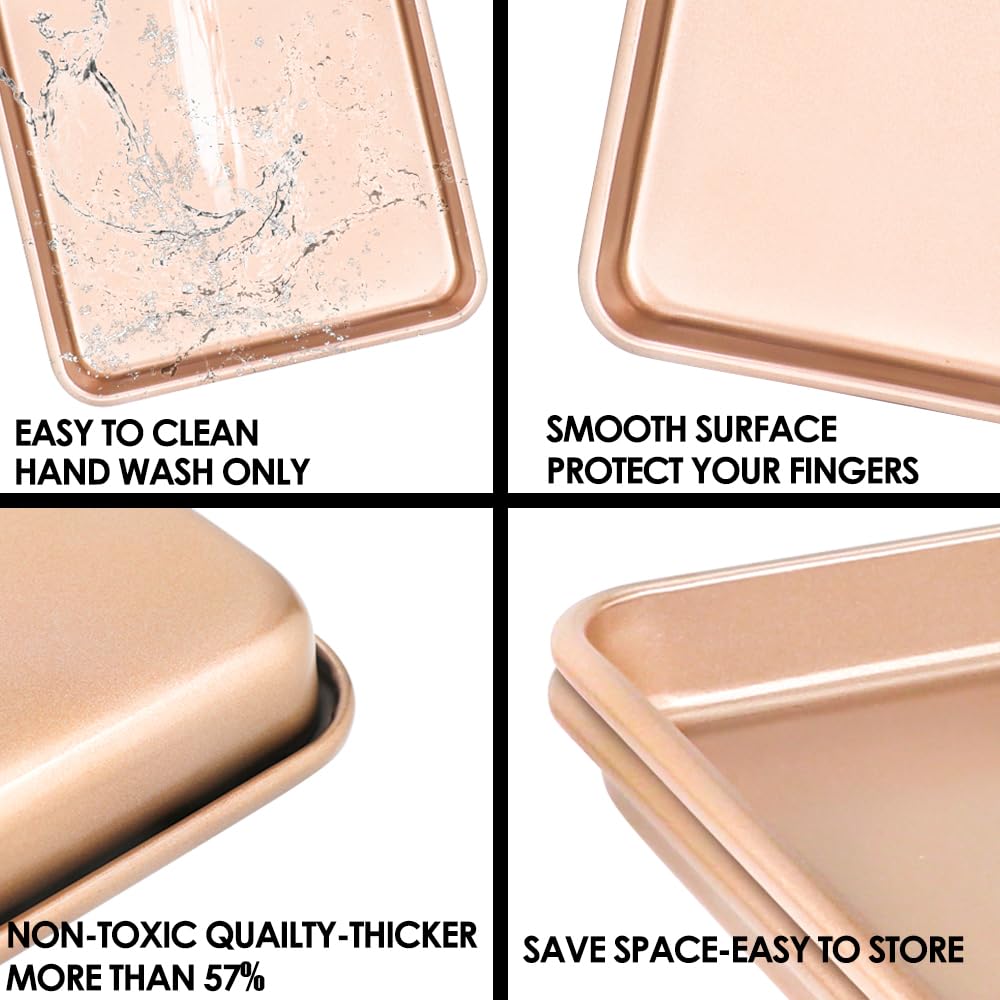 EASY TO CLEAN
HAND WASH ONLY
SMOOTH SURFACE
PROTECT YOUR FINGERS
NON-TOXIC QUAILTY-THICKER
MORE THAN 57%
SAVE SPACE-EASY TO STORE